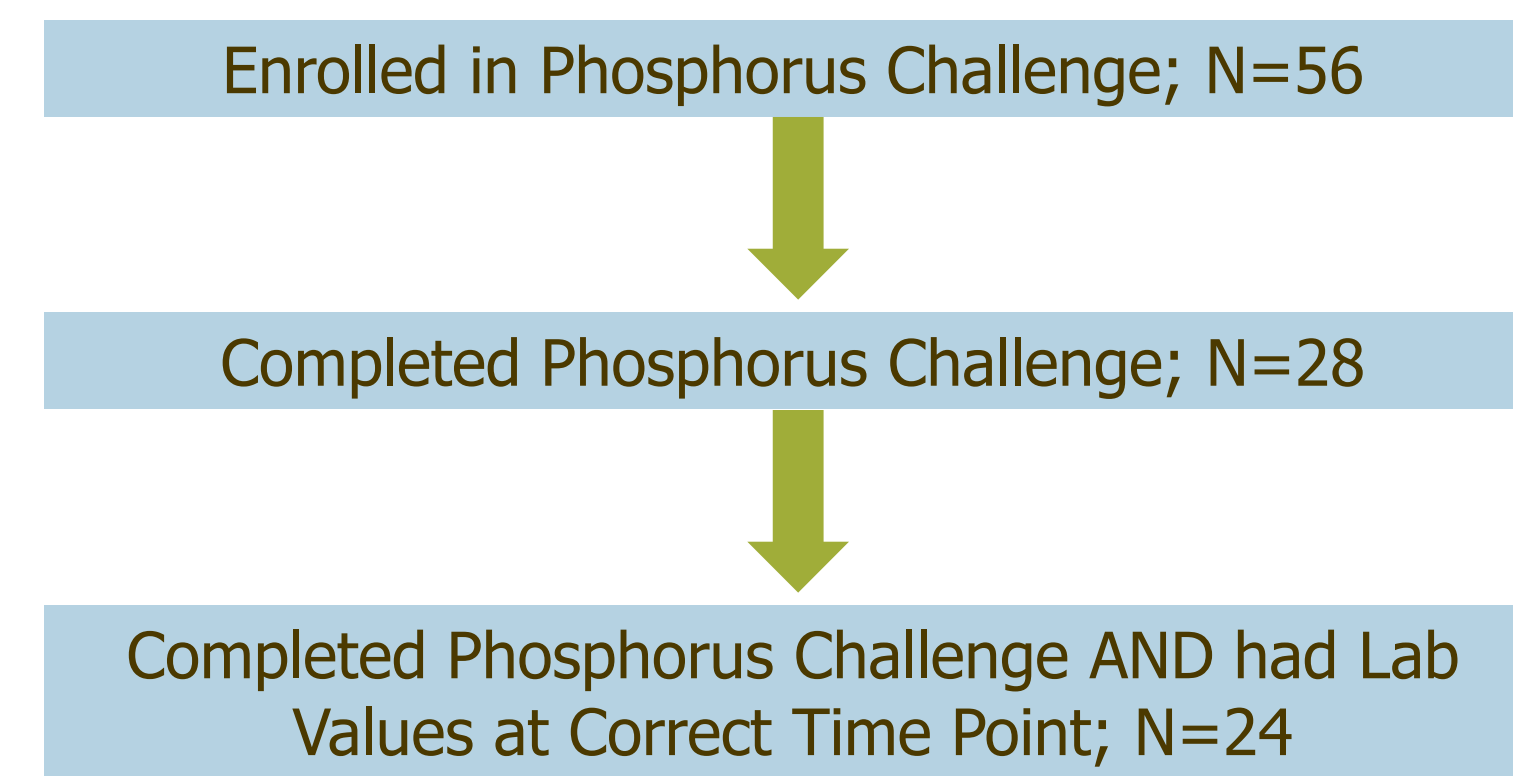 Enrolled in Phosphorus Challenge; N=56
Completed Phosphorus Challenge; N=28
Completed Phosphorus Challenge AND had Lab
Values at Correct Time Point; N=24